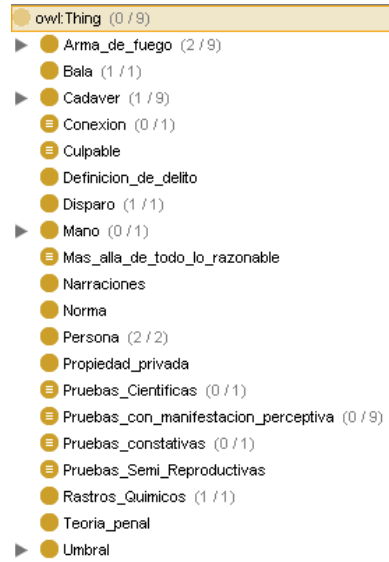 owl:Thing (0 / 9)
Arma_de_fuego (2 / 9)
Bala (1 / 1)
Cadaver (1 / 9)
Conexion (0 / 1)
Culpable
Definicion_de_delito
Disparo (1 / 1)
Mano (0 / 1)
Mas_alla_de_todo_lo_razonable
Narraciones
Norma
Persona (2 / 2)
Propiedad_privada
Pruebas_Cientificas (0 / 1)
Pruebas_con_manifestacion_perceptiva (0 / 9)
Pruebas_constativas (0 / 1)
Pruebas_Semi_Reproductivas
Rastros_Quimicos (1 / 1)
Teoria_penal
Umbral